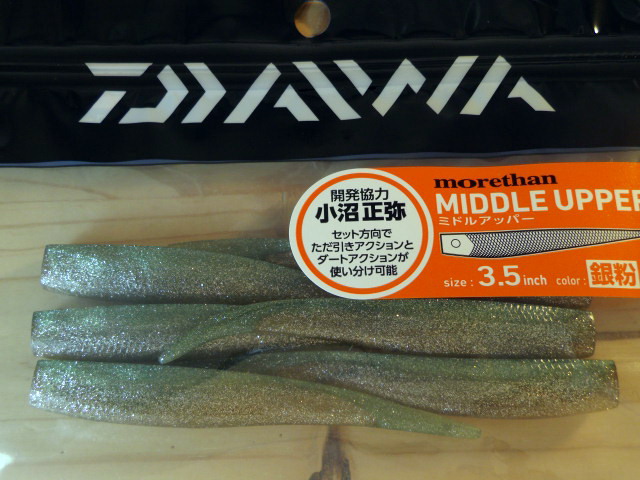 DAIWA
開発協力
小沼 正弥
セット方向で
ただ引きアクションと
ダートアクションが
使い分け可能
morethan
MIDDLE UPPER
ミドルアッパー
size : 3.5inch color : 銀粉